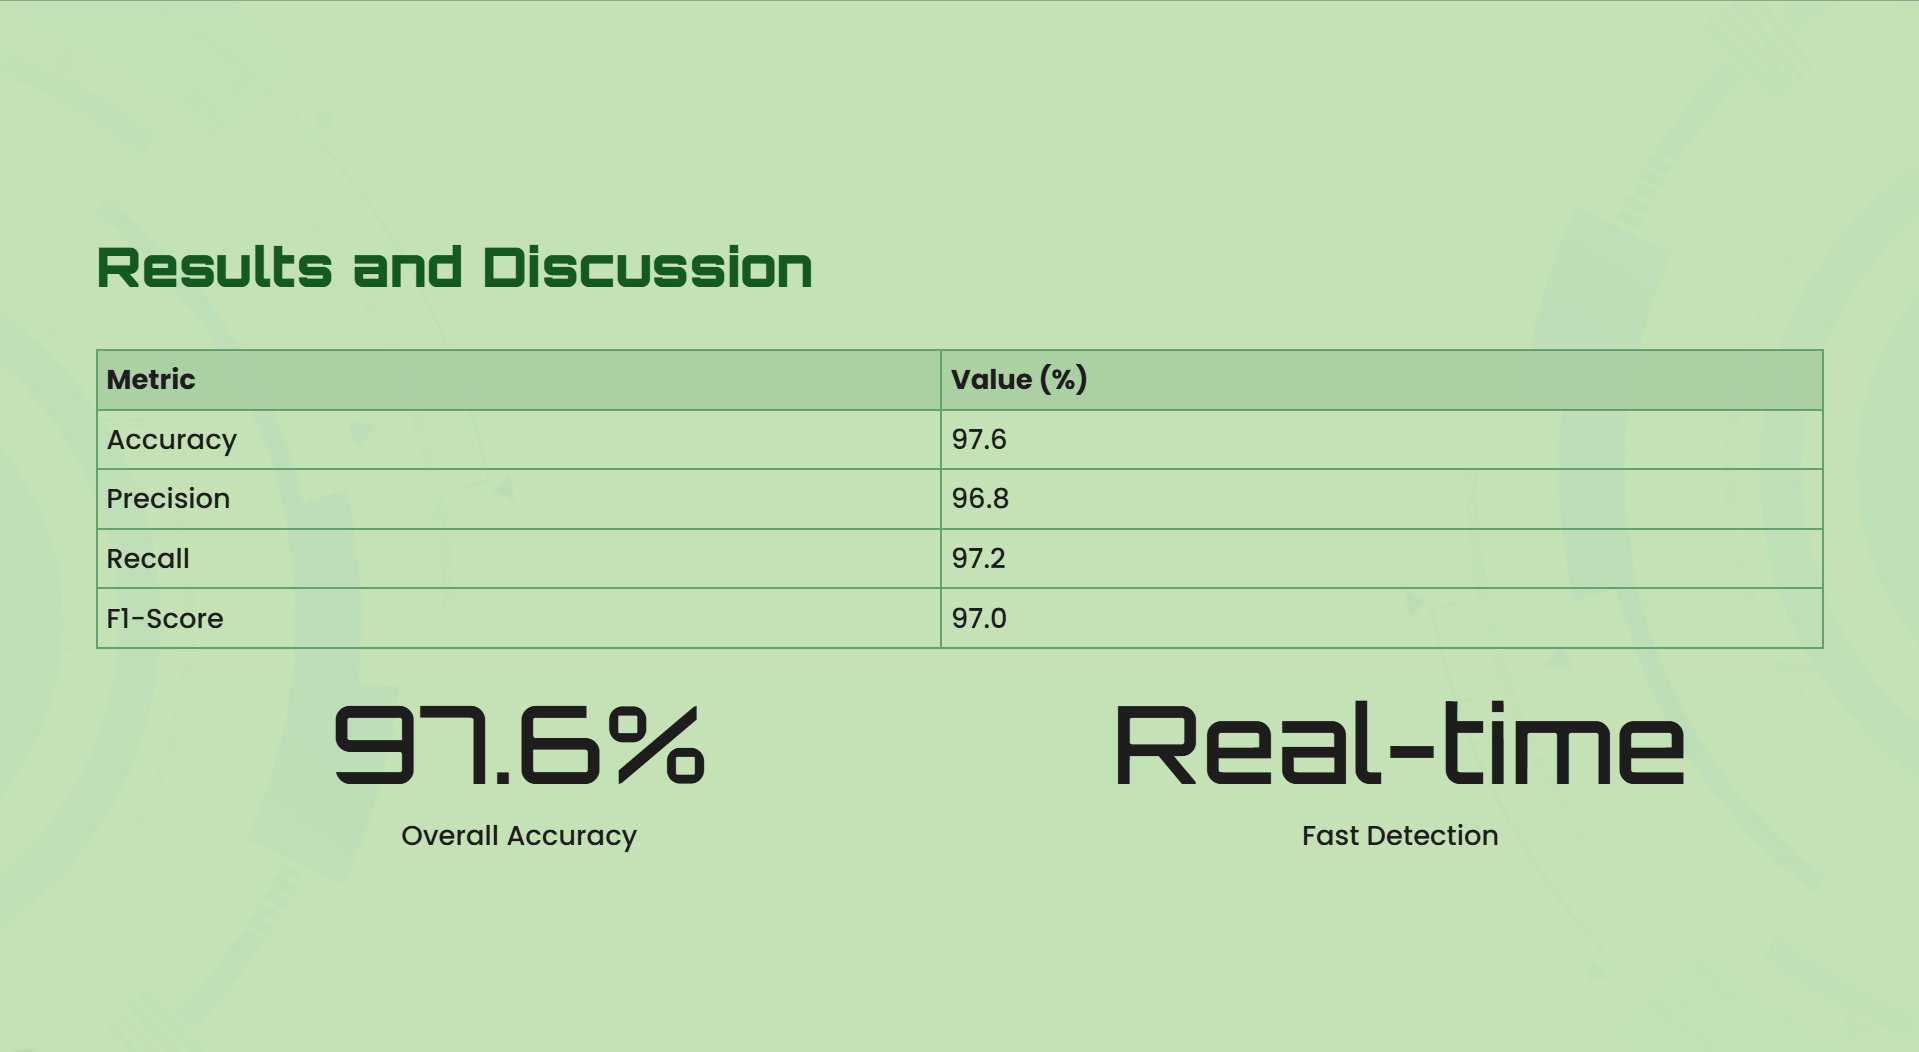 Results and Discussion
Metric Value (%)
Accuracy 97.6
Precision 96.8
Recall 97.2
F1-Score 97.0
97.6% Real-time
Overall Accuracy Fast Detection